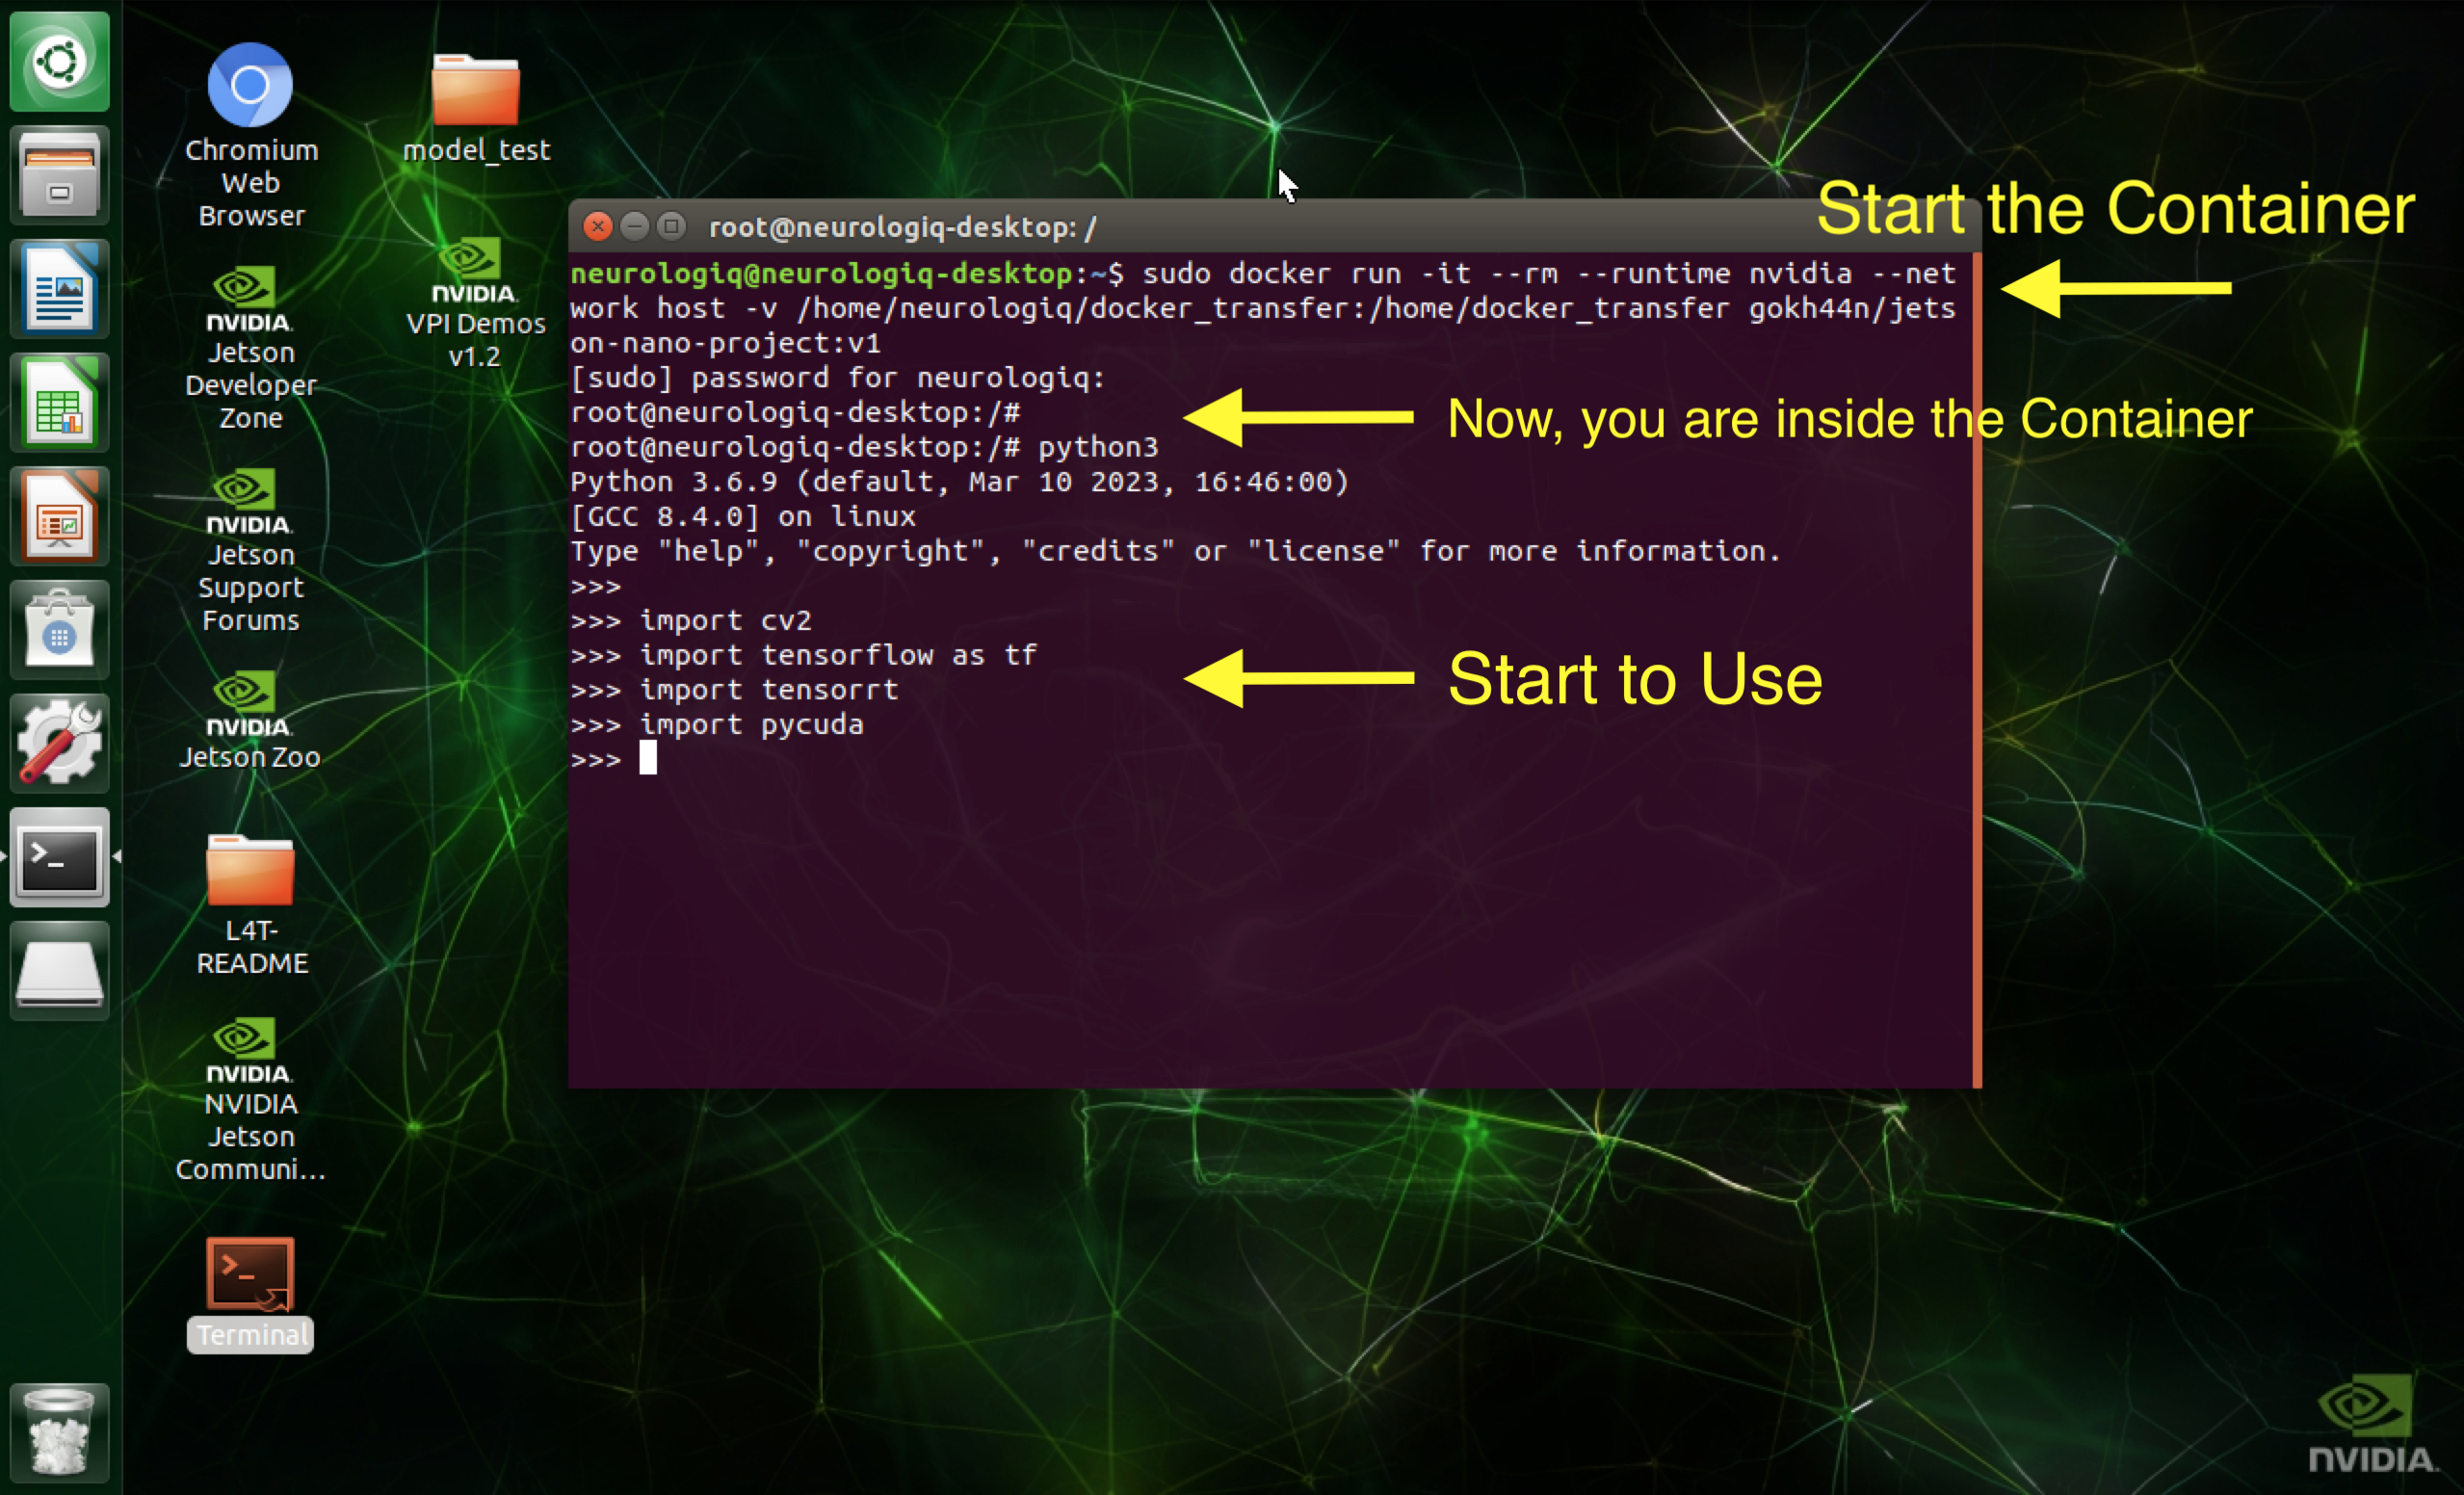 Chromium
Web
Browser
model_test
NVIDIA.
Jetson
Developer
Zone
NVIDIA.
VPI Demos
v1.2
NVIDIA.
Jetson
Support
Forums
NVIDIA.
Jetson Zoo
L4T-
README
NVIDIA.
NVIDIA
Jetson
Communi...
Terminal
root@neurologiq-desktop: /
Start the Container
neurologiq@neurologiq-desktop:~$ sudo docker run -it --rm --runtime nvidia --net
work host -v /home/neurologiq/docker_transfer:/home/docker_transfer gokh44n/jets
on-nano-project:v1
[sudo] password for neurologiq:
root@neurologiq-desktop:/#
Now, you are inside the Container
root@neurologiq-desktop:/# python3
Python 3.6.9 (default, Mar 10 2023, 16:46:00)
[GCC 8.4.0] on linux
Type "help", "copyright", "credits" or "license" for more information.
>>>
>>> import cv2
>>> import tensorflow as tf
>>> import tensorrt
Start to Use
>>> import pycuda
>>>
NVIDIA.